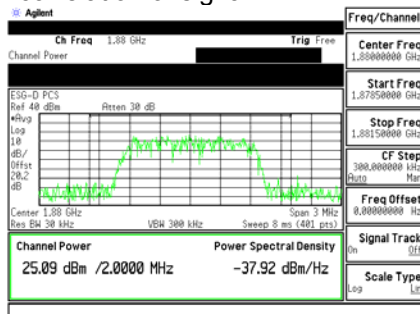 Agilent
Freq/Channel
Ch Freq 1.88 GHz Trig Free
Channel Power
Center Freq
1.88000000 GHz
Start Freq
1.87850000 GHz
Stop Freq
1.88150000 GHz
CF Step
300.000000 kHz
Auto Man
Freq Offset
0.00000000 Hz
Signal Track
On Off
Scale Type
Log Lin
ESG-D PCS
Ref 40 dBm Atten 30 dB
#Avg
Log
10
dB/
Offst
20.2
dB
Center 1.88 GHz Span 3 MHz
Res BW 30 kHz VBW 300 kHz Sweep 8 ms (401 pts)
Channel Power Power Spectral Density
25.09 dBm /2.0000 MHz -37.92 dBm/Hz